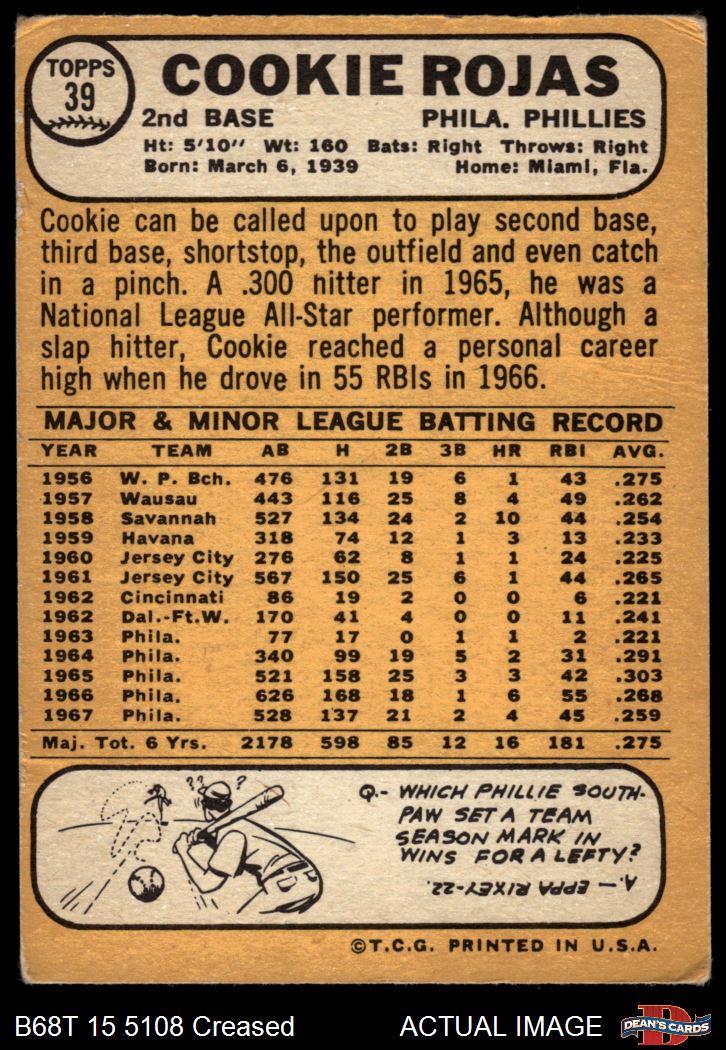 TOPPS
39
COOKIE ROJAS
2nd BASE PHILA. PHILLIES
Ht: 5'10" Wt: 160 Bats: Right Throws: Right
Born: March 6, 1939 Home: Miami, Fla.
Cookie can be called upon to play second base,
third base, shortstop, the outfield and even catch
in a pinch. A .300 hitter in 1965, he was a
National League All-Star performer. Although a
slap hitter, Cookie reached a personal career
high when he drove in 55 RBIs in 1966.
MAJOR & MINOR LEAGUE BATTING RECORD
YEAR TEAM AB H 2B 3B HR RBI AVG.
1956 W. P. Bch. 476 131 19 6 1 43 .275
1957 Wausau 443 116 25 8 4 49 .262
1958 Savannah 527 134 24 2 10 44 .254
1959 Havana 318 74 12 1 3 13 .233
1960 Jersey City 276 62 8 1 1 24 .225
1961 Jersey City 567 150 25 6 1 44 .265
1962 Cincinnati 86 19 2 0 0 6 .221
1962 Dal.-Ft.W. 170 41 4 0 0 11 .241
1963 Phila. 77 17 0 1 1 2 .221
1964 Phila. 340 99 19 5 2 31 .291
1965 Phila. 521 158 25 3 3 42 .303
1966 Phila. 626 168 18 1 6 55 .268
1967 Phila. 528 137 21 2 4 45 .259
Maj. Tot. 6 Yrs. 2178 598 85 12 16 181 .275
?? ?
Q.- WHICH PHILLIE SOUTH-
PAW SET A TEAM
SEASON MARK IN
WINS FOR A LEFTY?
A.— EPPA RIXEY-22.
©T.C.G. PRINTED IN U.S.A.
B68T 15 5108 Creased ACTUAL IMAGE
D
DEAN'S CARDS